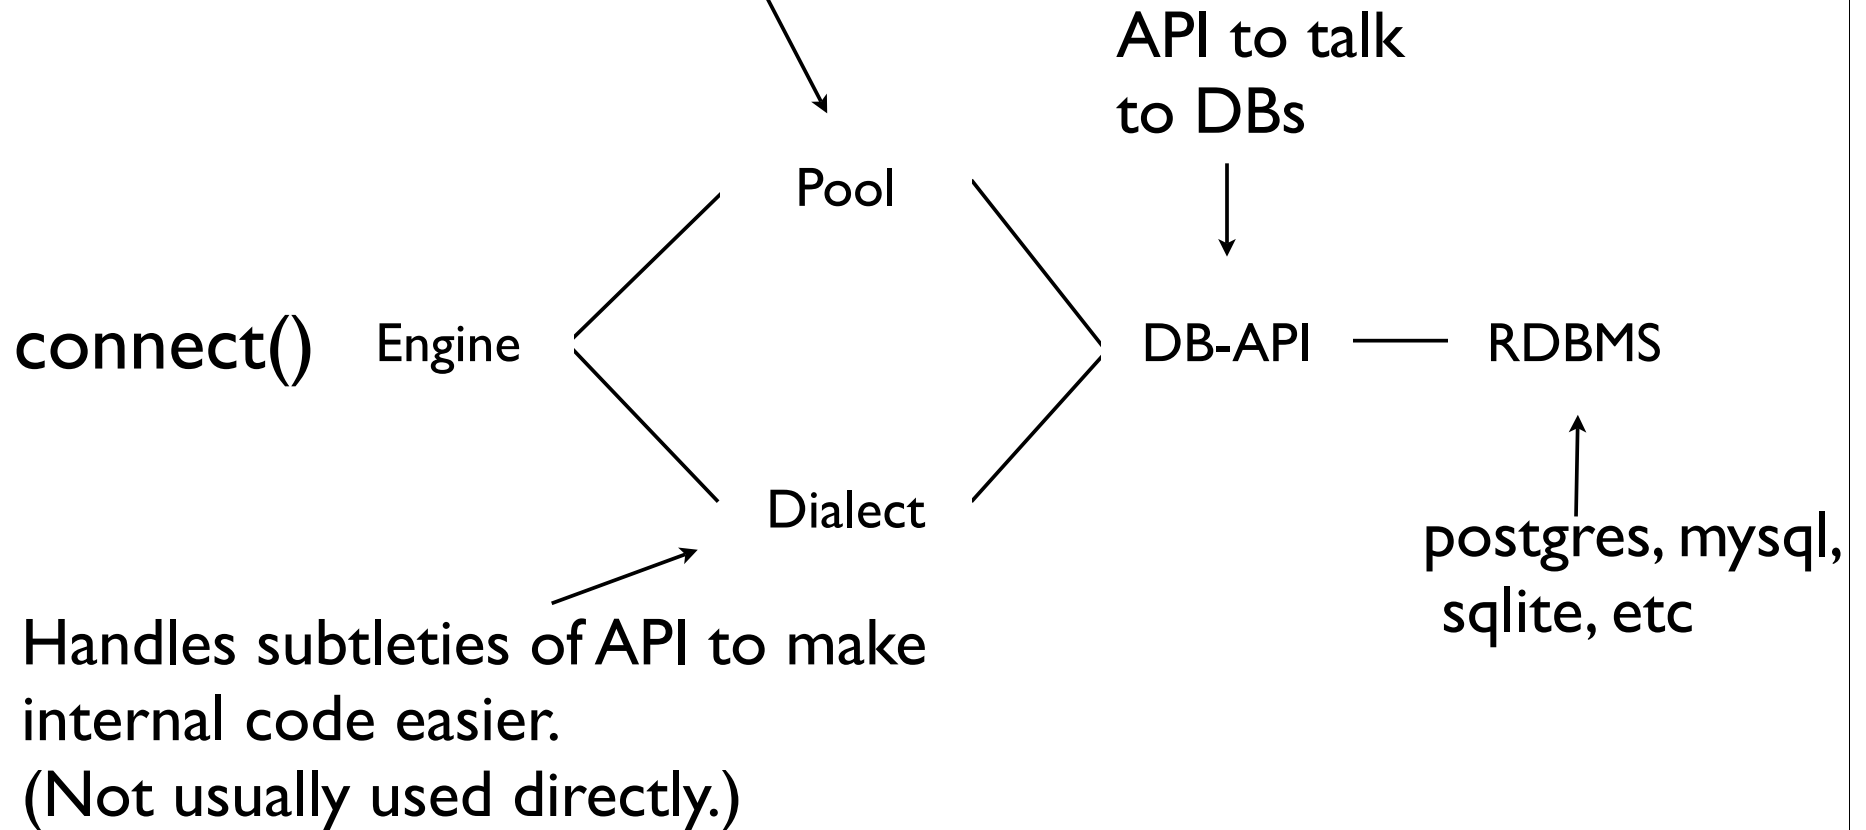 API to talk
to DBs
Pool
connect()
Engine
DB-API
RDBMS
Dialect
postgres, mysql,
sqlite, etc
Handles subtleties of API to make
internal code easier.
(Not usually used directly.)